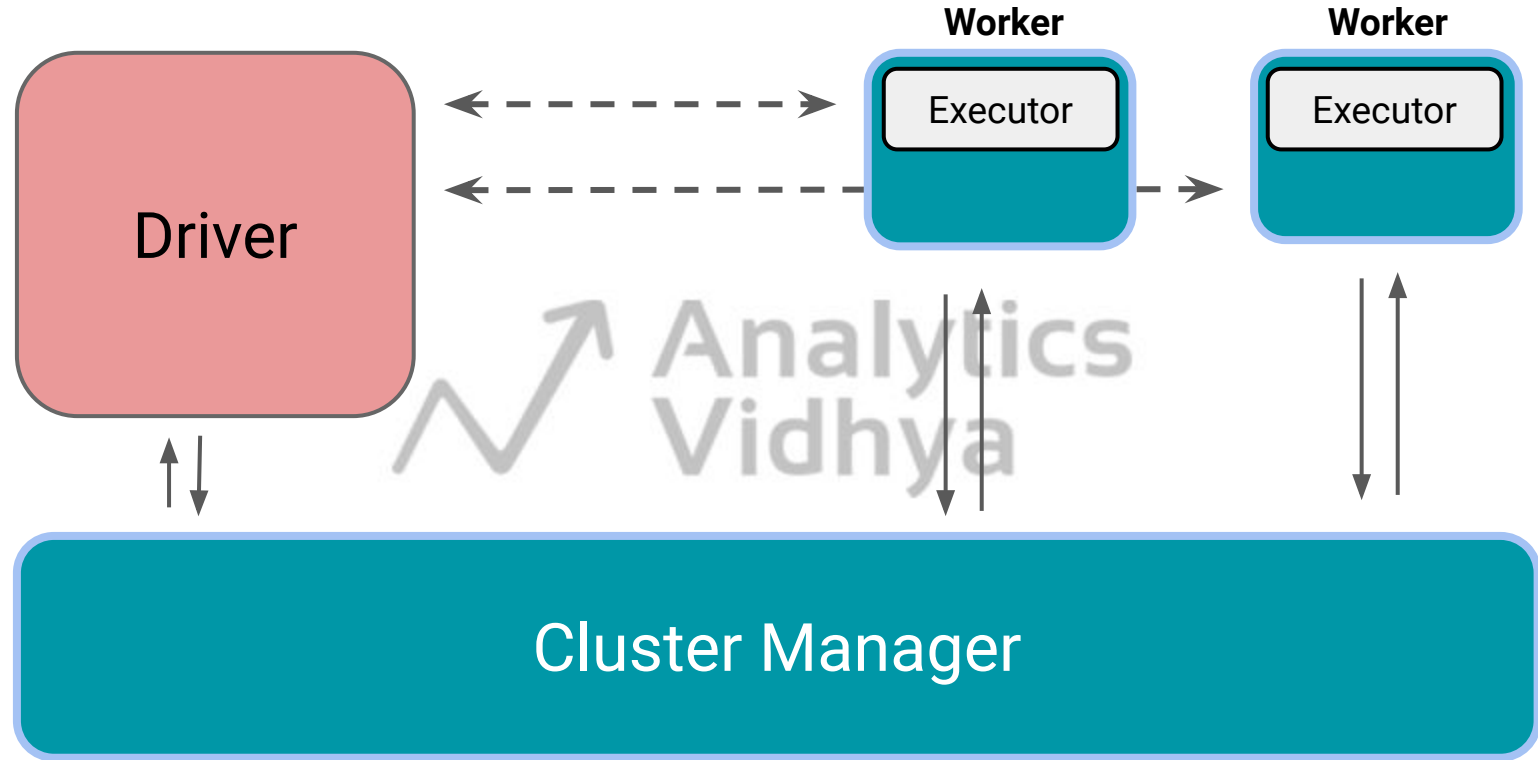 Worker
Worker
Executor
Executor
Driver
Analytics
Vidhya
Cluster Manager